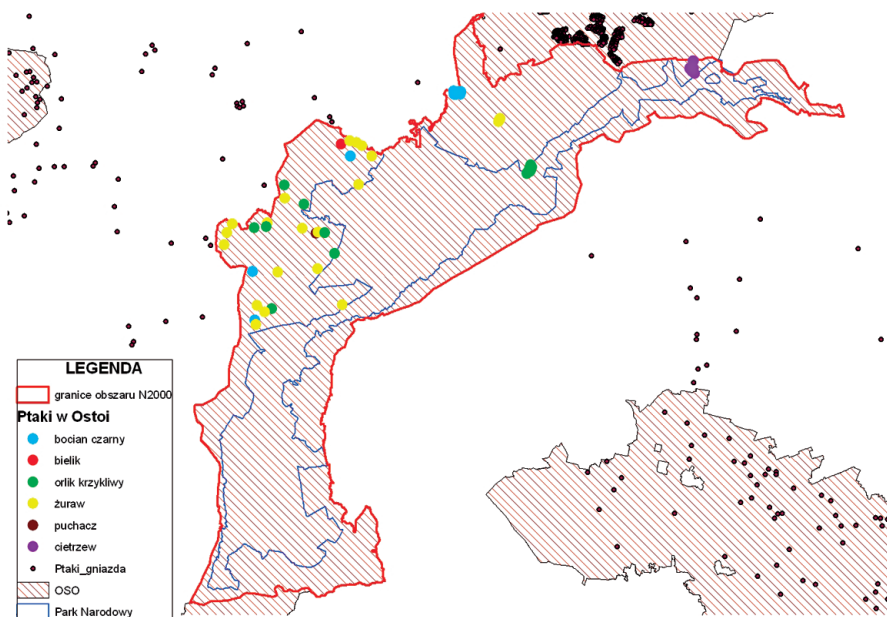 LEGENDA
granice obszaru N2000
Ptaki w Ostoi
bocian czarny
bielik
orlik krzykliwy
żuraw
puchacz
cietrzew
Ptaki_gniazda
OSO
Park Narodowy